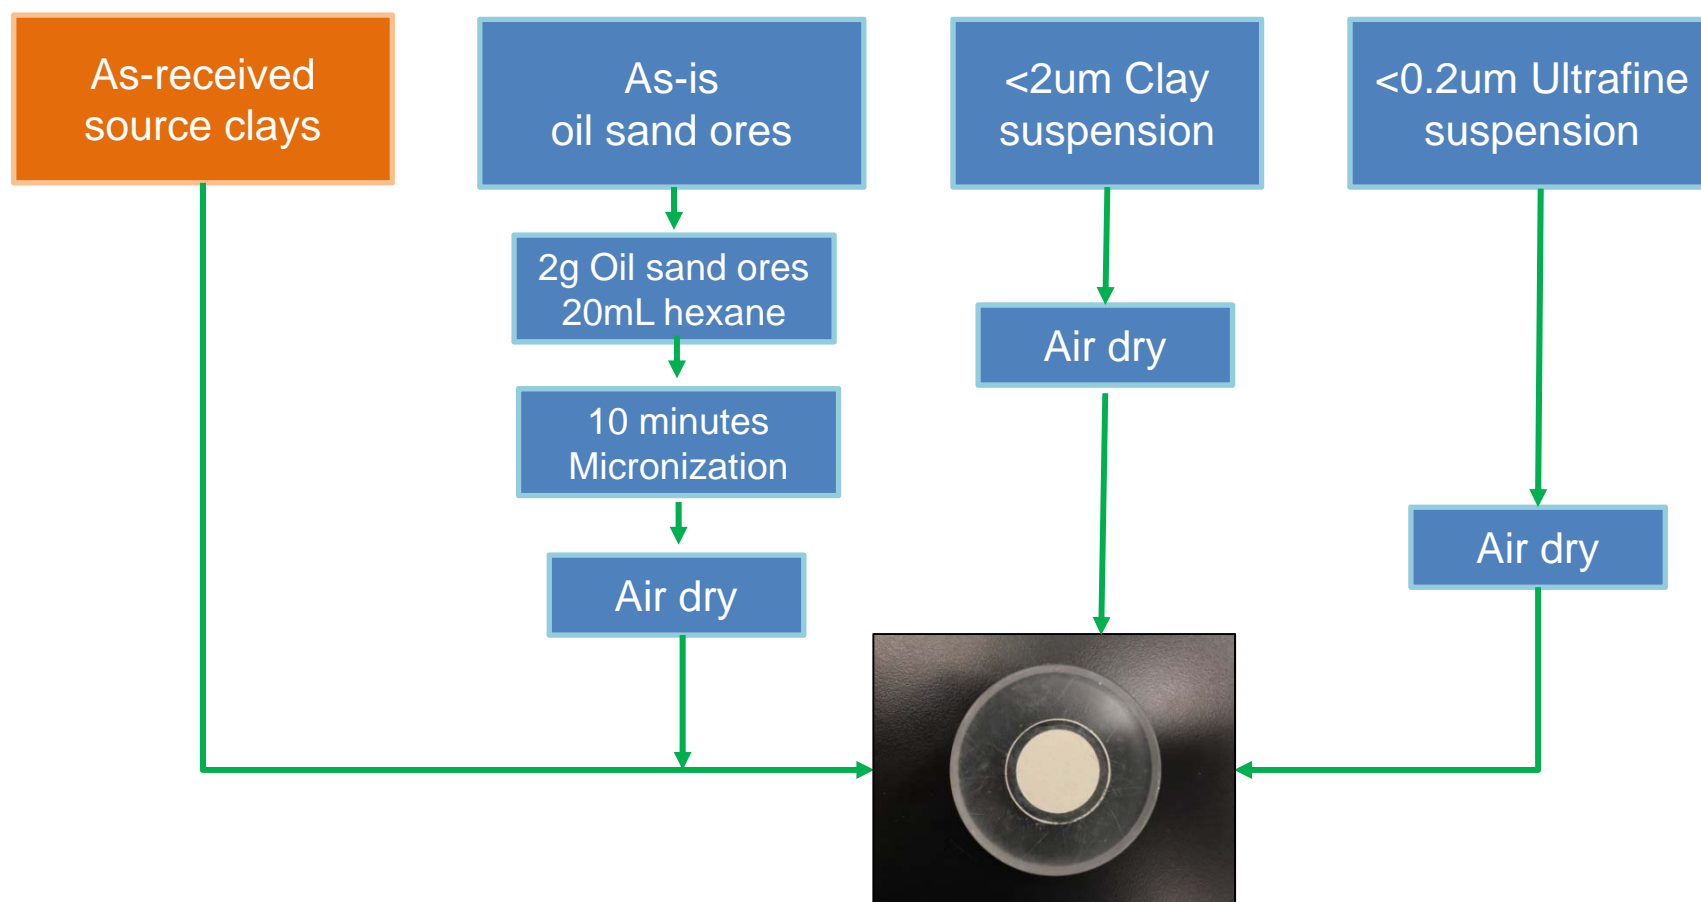 As-received
source clays
As-is
oil sand ores
<2um Clay
suspension
<0.2um Ultrafine
suspension
2g Oil sand ores
20mL hexane
10 minutes
Micronization
Air dry
Air dry
Air dry